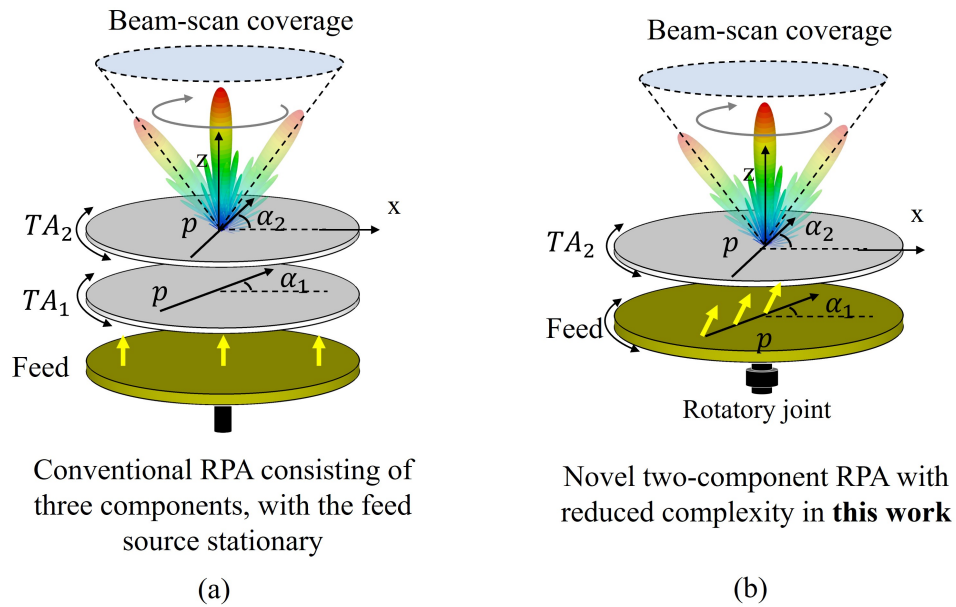 Beam-scan coverage
z
x
p
α₂
TA₂
p
α₁
TA₁
Feed
Conventional RPA consisting of
three components, with the feed
source stationary
(a)
Beam-scan coverage
z
x
p
α₂
TA₂
α₁
Feed
p
Rotatory joint
Novel two-component RPA with
reduced complexity in this work
(b)